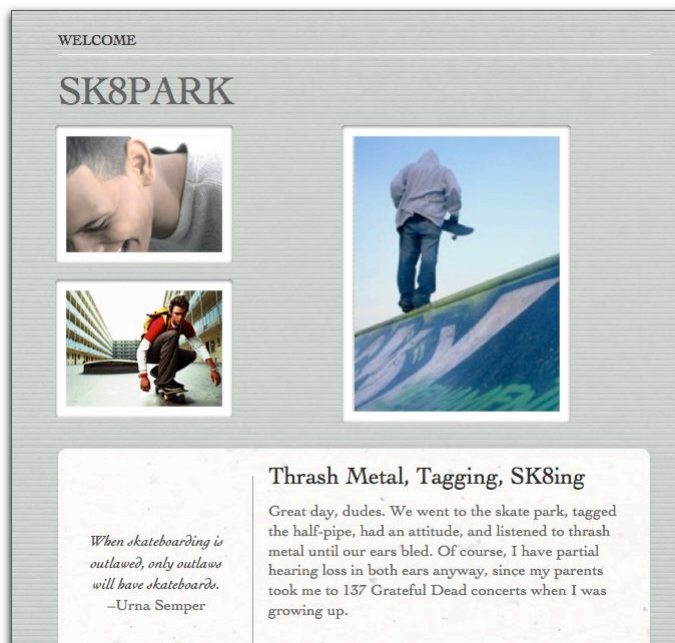 WELCOME
SK8PARK
When skateboarding is
outlawed, only outlaws
will have skateboards.
–Urna Semper
Thrash Metal, Tagging, SK8ing
Great day, dudes. We went to the skate park, tagged
the half-pipe, had an attitude, and listened to thrash
metal until our ears bled. Of course, I have partial
hearing loss in both ears anyway, since my parents
took me to 137 Grateful Dead concerts when I was
growing up.